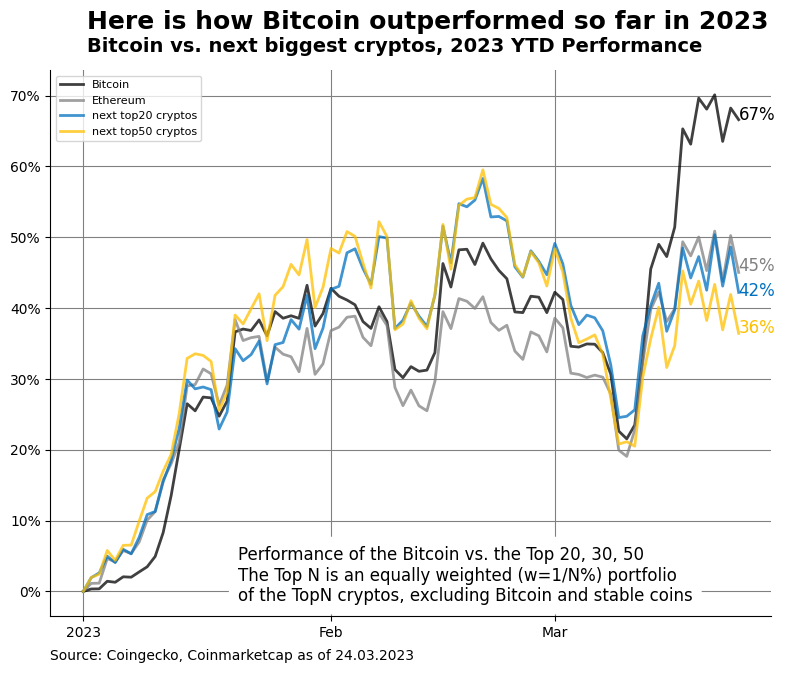 Here is how Bitcoin outperformed so far in 2023
Bitcoin vs. next biggest cryptos, 2023 YTD Performance
Bitcoin
Ethereum
next top20 cryptos
next top50 cryptos
70%
60%
50%
40%
30%
20%
10%
0%
67%
45%
42%
36%
Performance of the Bitcoin vs. the Top 20, 30, 50
The Top N is an equally weighted (w=1/N%) portfolio
of the TopN cryptos, excluding Bitcoin and stable coins
2023
Feb
Mar
Source: Coingecko, Coinmarketcap as of 24.03.2023